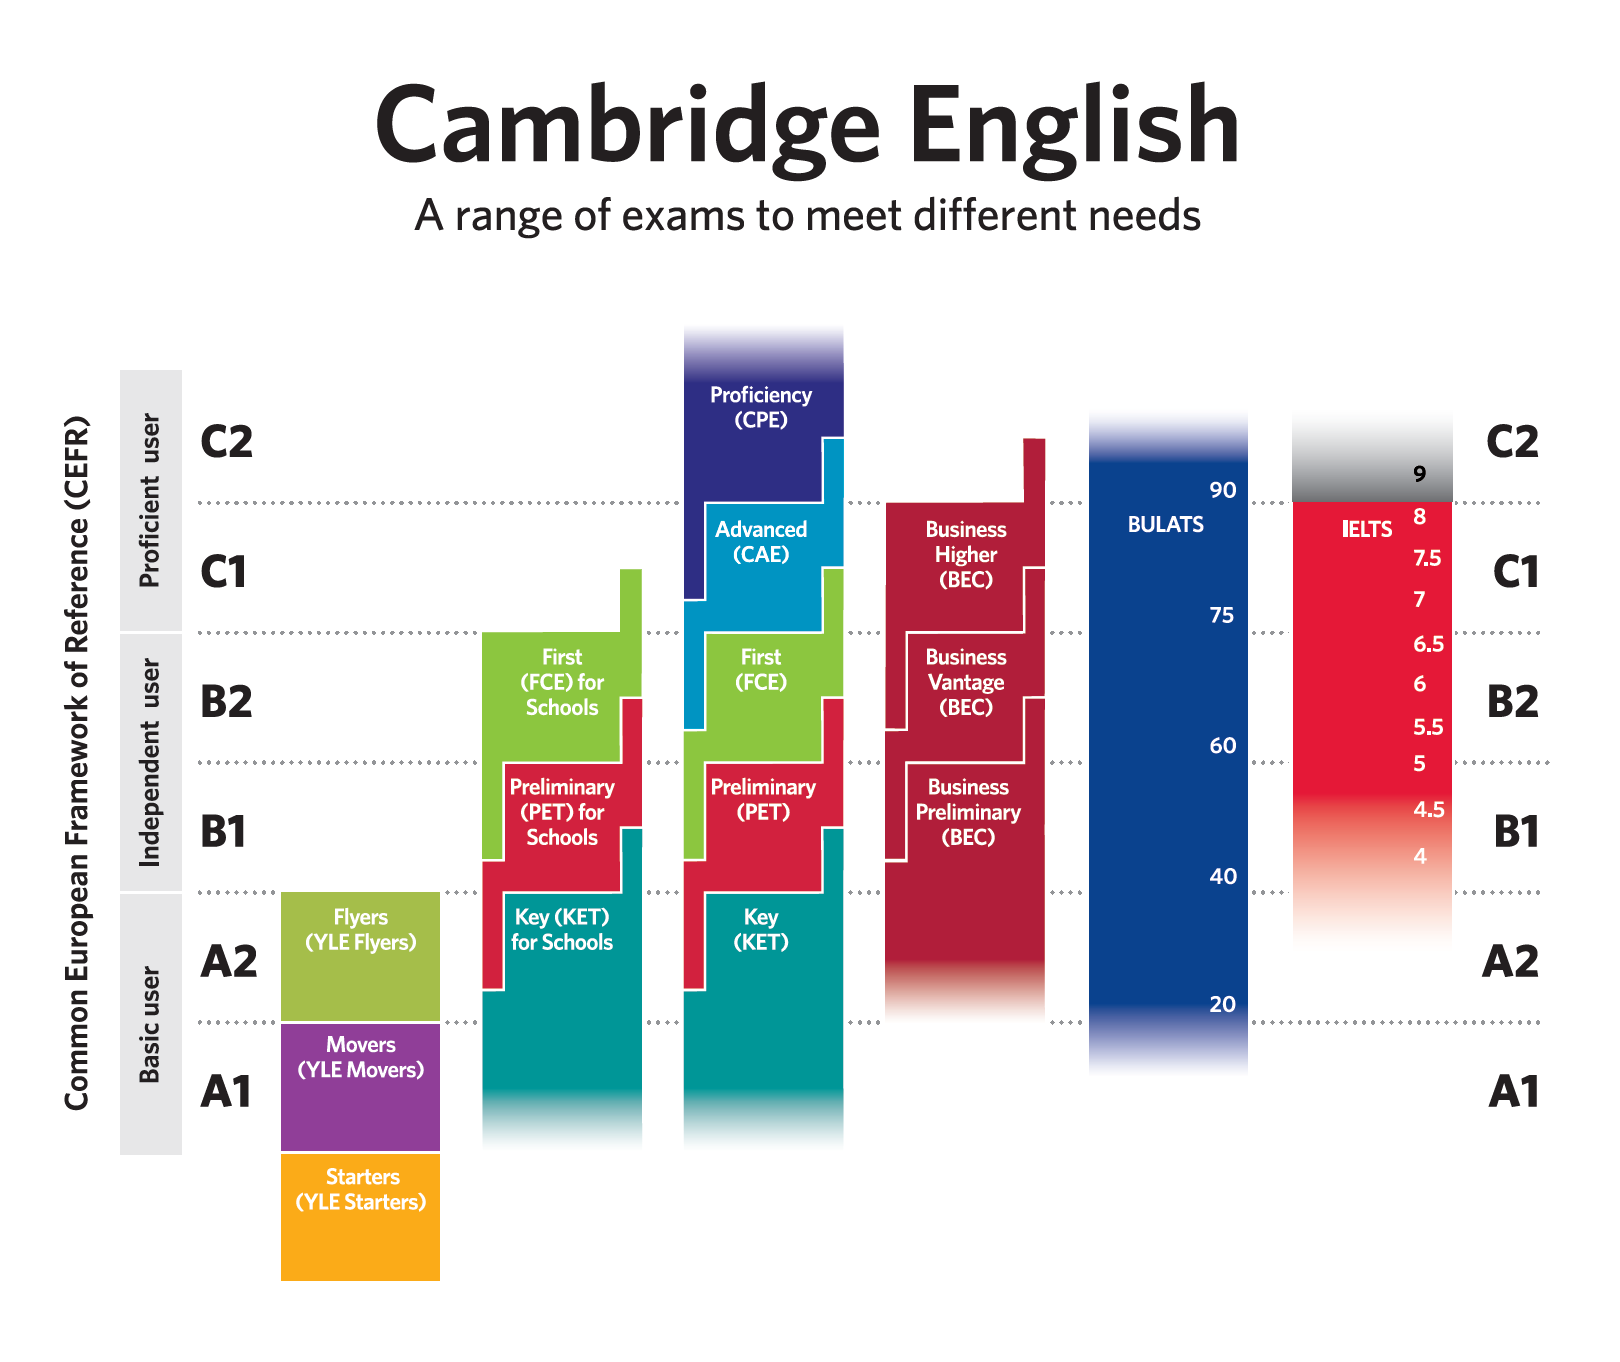 Cambridge English
A range of exams to meet different needs
Common European Framework of Reference (CEFR)
Proficient user
Independent user
Basic user
C2
C1
B2
B1
A2
A1
Flyers
(YLE Flyers)
Movers
(YLE Movers)
Starters
(YLE Starters)
First
(FCE) for
Schools
Preliminary
(PET) for
Schools
Key (KET)
for Schools
Proficiency
(CPE)
Advanced
(CAE)
First
(FCE)
Preliminary
(PET)
Key
(KET)
Business
Higher
(BEC)
Business
Vantage
(BEC)
Business
Preliminary
(BEC)
BULATS
90
75
60
40
20
IELTS
9
8
7.5
7
6.5
6
5.5
5
4.5
4
C2
C1
B2
B1
A2
A1